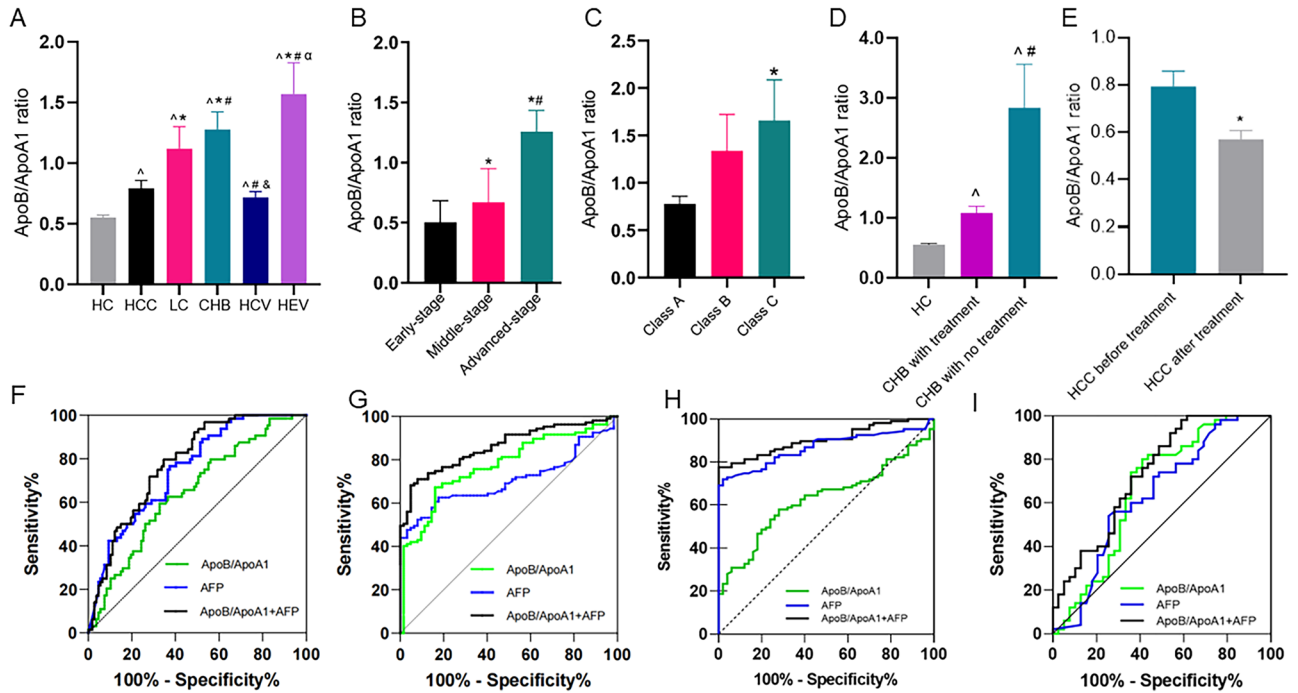 A
ApoB/ApoA1 ratio
2.0
1.5
1.0
0.5
0.0
^
^ *
^ * #
^ # &
^ * # α
HC HCC LC CHB HCV HEV
B
ApoB/ApoA1 ratio
2.0
1.5
1.0
0.5
0.0
*
* #
Early-stage
Middle-stage
Advanced-stage
C
ApoB/ApoA1 ratio
2.5
2.0
1.5
1.0
0.5
0.0
*
Class A
Class B
Class C
D
ApoB/ApoA1 ratio
4.0
3.0
2.0
1.0
0.0
^
^ #
HC
CHB with treatment
CHB with no treatment
E
ApoB/ApoA1 ratio
1.0
0.8
0.6
0.4
0.2
0.0
*
HCC before treatment
HCC after treatment
F
Sensitivity%
100
80
60
40
20
0
ApoB/ApoA1
AFP
ApoB/ApoA1+AFP
0 20 40 60 80 100
100% - Specificity%
G
Sensitivity%
100
80
60
40
20
0
ApoB/ApoA1
AFP
ApoB/ApoA1+AFP
0 20 40 60 80 100
100% - Specificity%
H
Sensitivity%
100
80
60
40
20
0
ApoB/ApoA1
AFP
ApoB/ApoA1+AFP
0 20 40 60 80 100
100% - Specificity%
I
Sensitivity%
100
80
60
40
20
0
ApoB/ApoA1
AFP
ApoB/ApoA1+AFP
0 20 40 60 80 100
100% - Specificity%